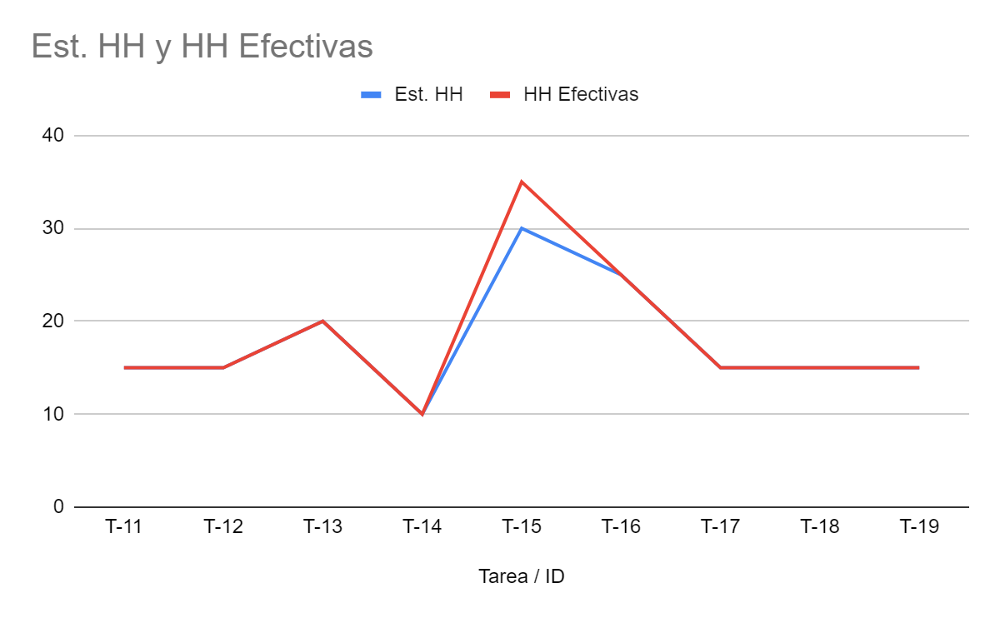 Est. HH y HH Efectivas
Est. HH HH Efectivas
40
30
20
10
0
T-11 T-12 T-13 T-14 T-15 T-16 T-17 T-18 T-19
Tarea / ID